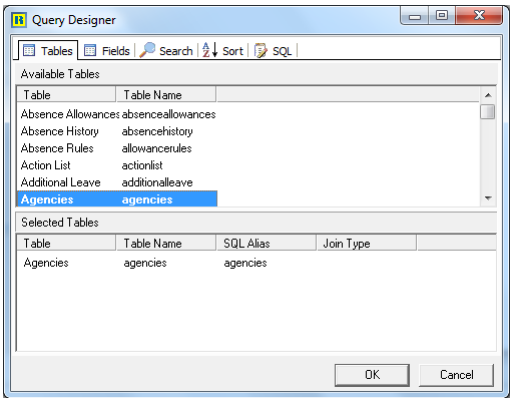 R Query Designer
Tables Fields Search A Z Sort SQL
Available Tables
Table Table Name
Absence Allowances absenceallowances
Absence History absencehistory
Absence Rules allowancerules
Action List actionlist
Additional Leave additionalleave
Agencies agencies
Selected Tables
Table Table Name SQL Alias Join Type
Agencies agencies agencies
OK Cancel